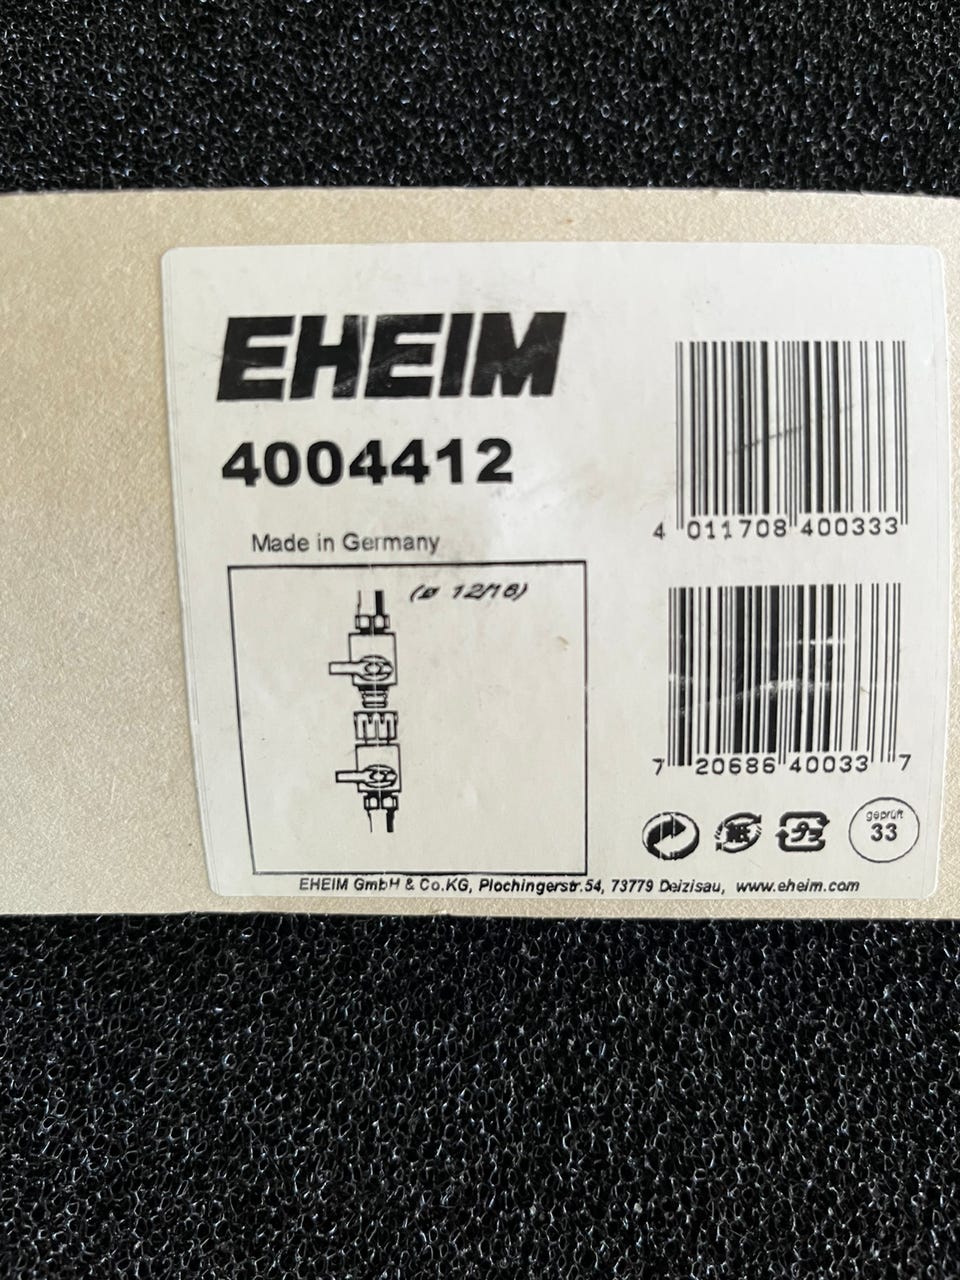 EHEIM
4004412
Made in Germany
(ø 12/16)
4 011708 400333
7 20686 40033 7
geprüft
33
EHEIM GmbH & Co.KG, Plochingerstr.54, 73779 Deizisau, www.eheim.com